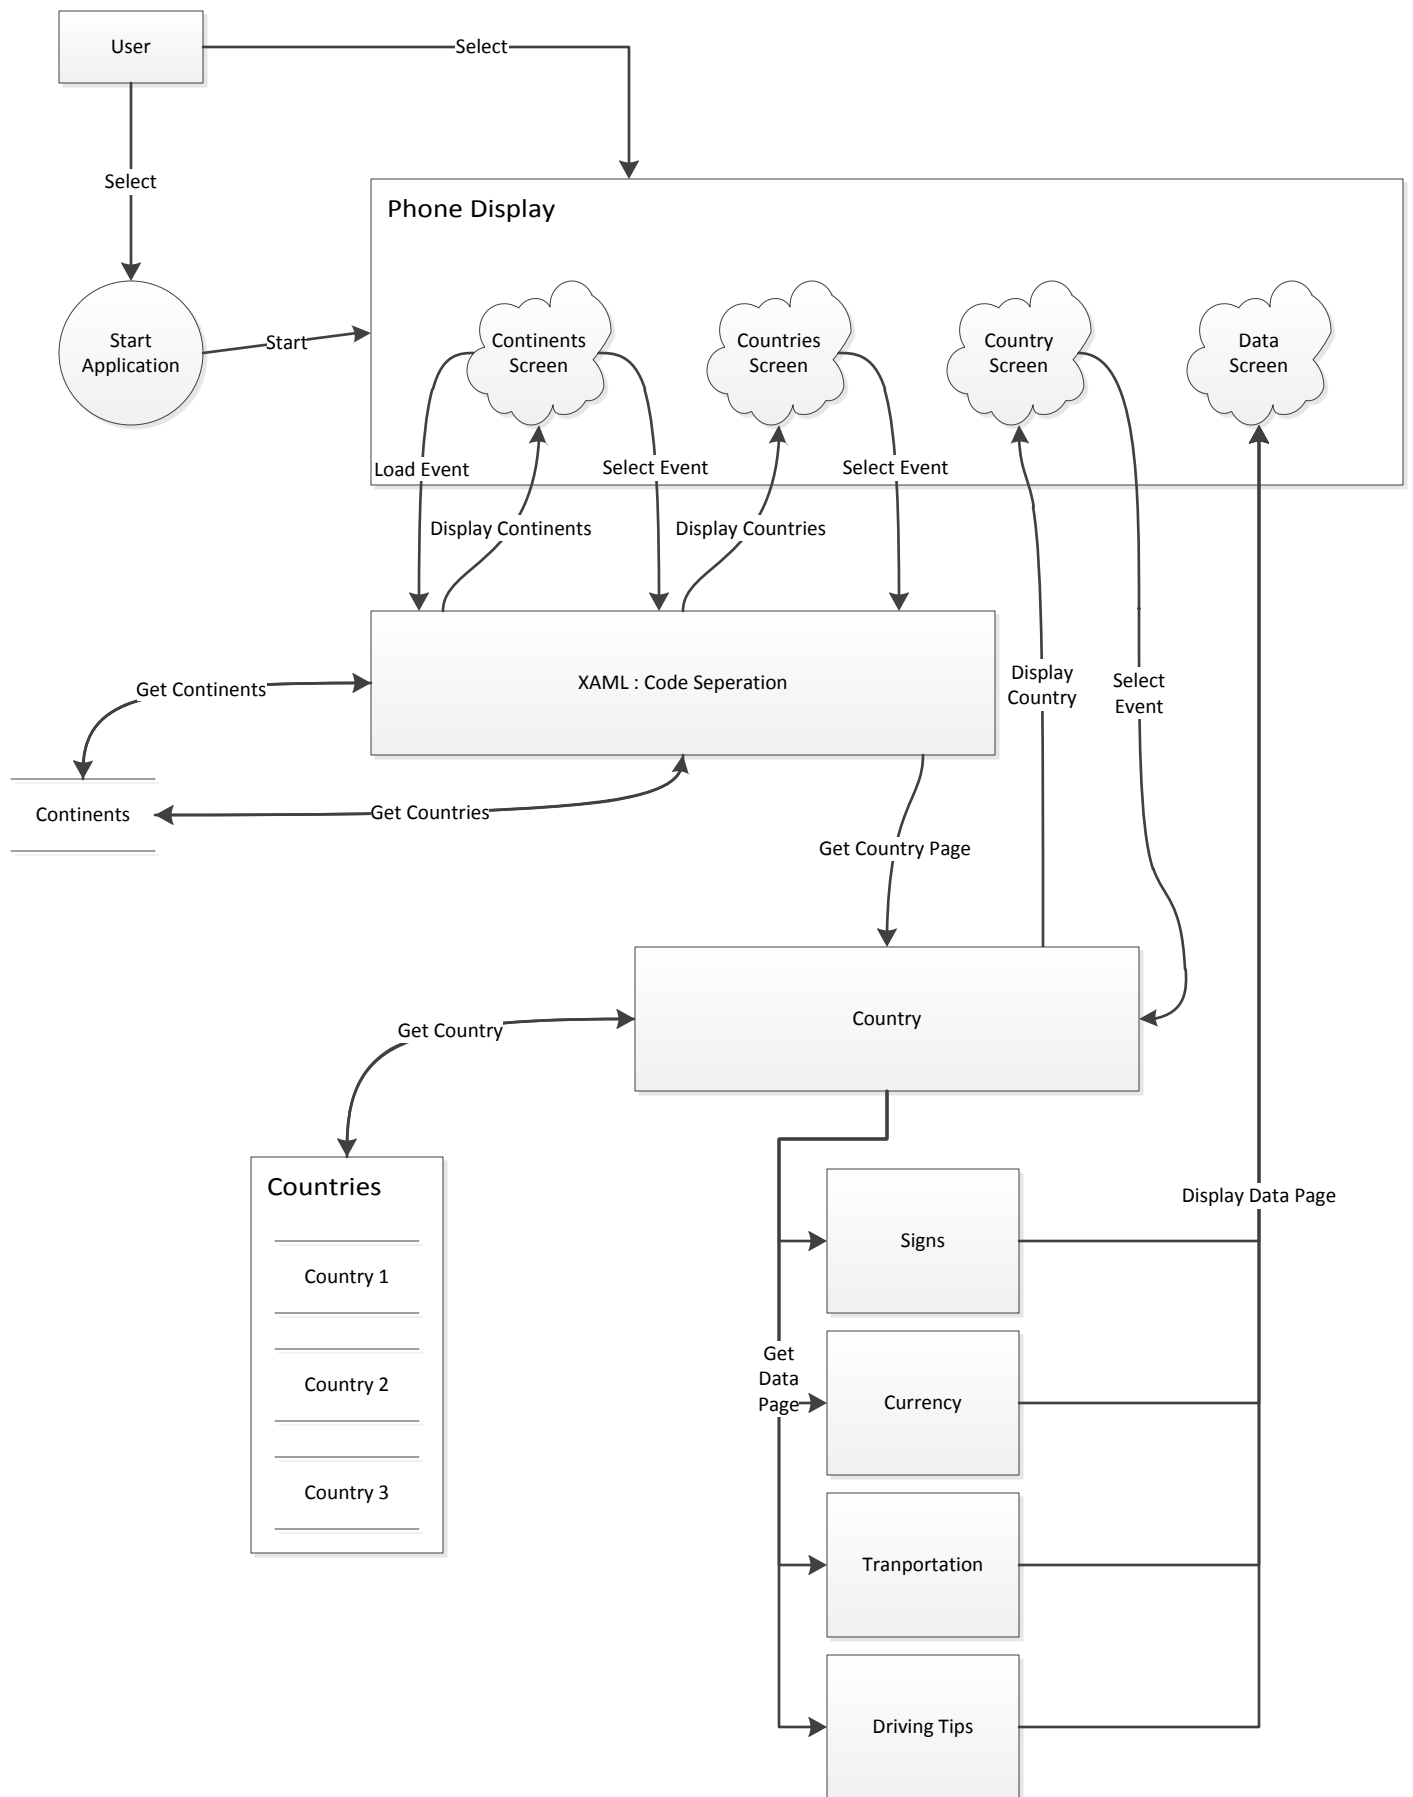 User
Select
Select
Phone Display
Start
Application
Start
Continents
Screen
Countries
Screen
Country
Screen
Data
Screen
Load Event
Select Event
Select Event
Display Continents
Display Countries
XAML : Code Seperation
Display
Country
Select
Event
Get Continents
Continents
Get Countries
Get Country Page
Country
Get Country
Countries
Country 1
Country 2
Country 3
Display Data Page
Signs
Get
Data
Page
Currency
Tranportation
Driving Tips